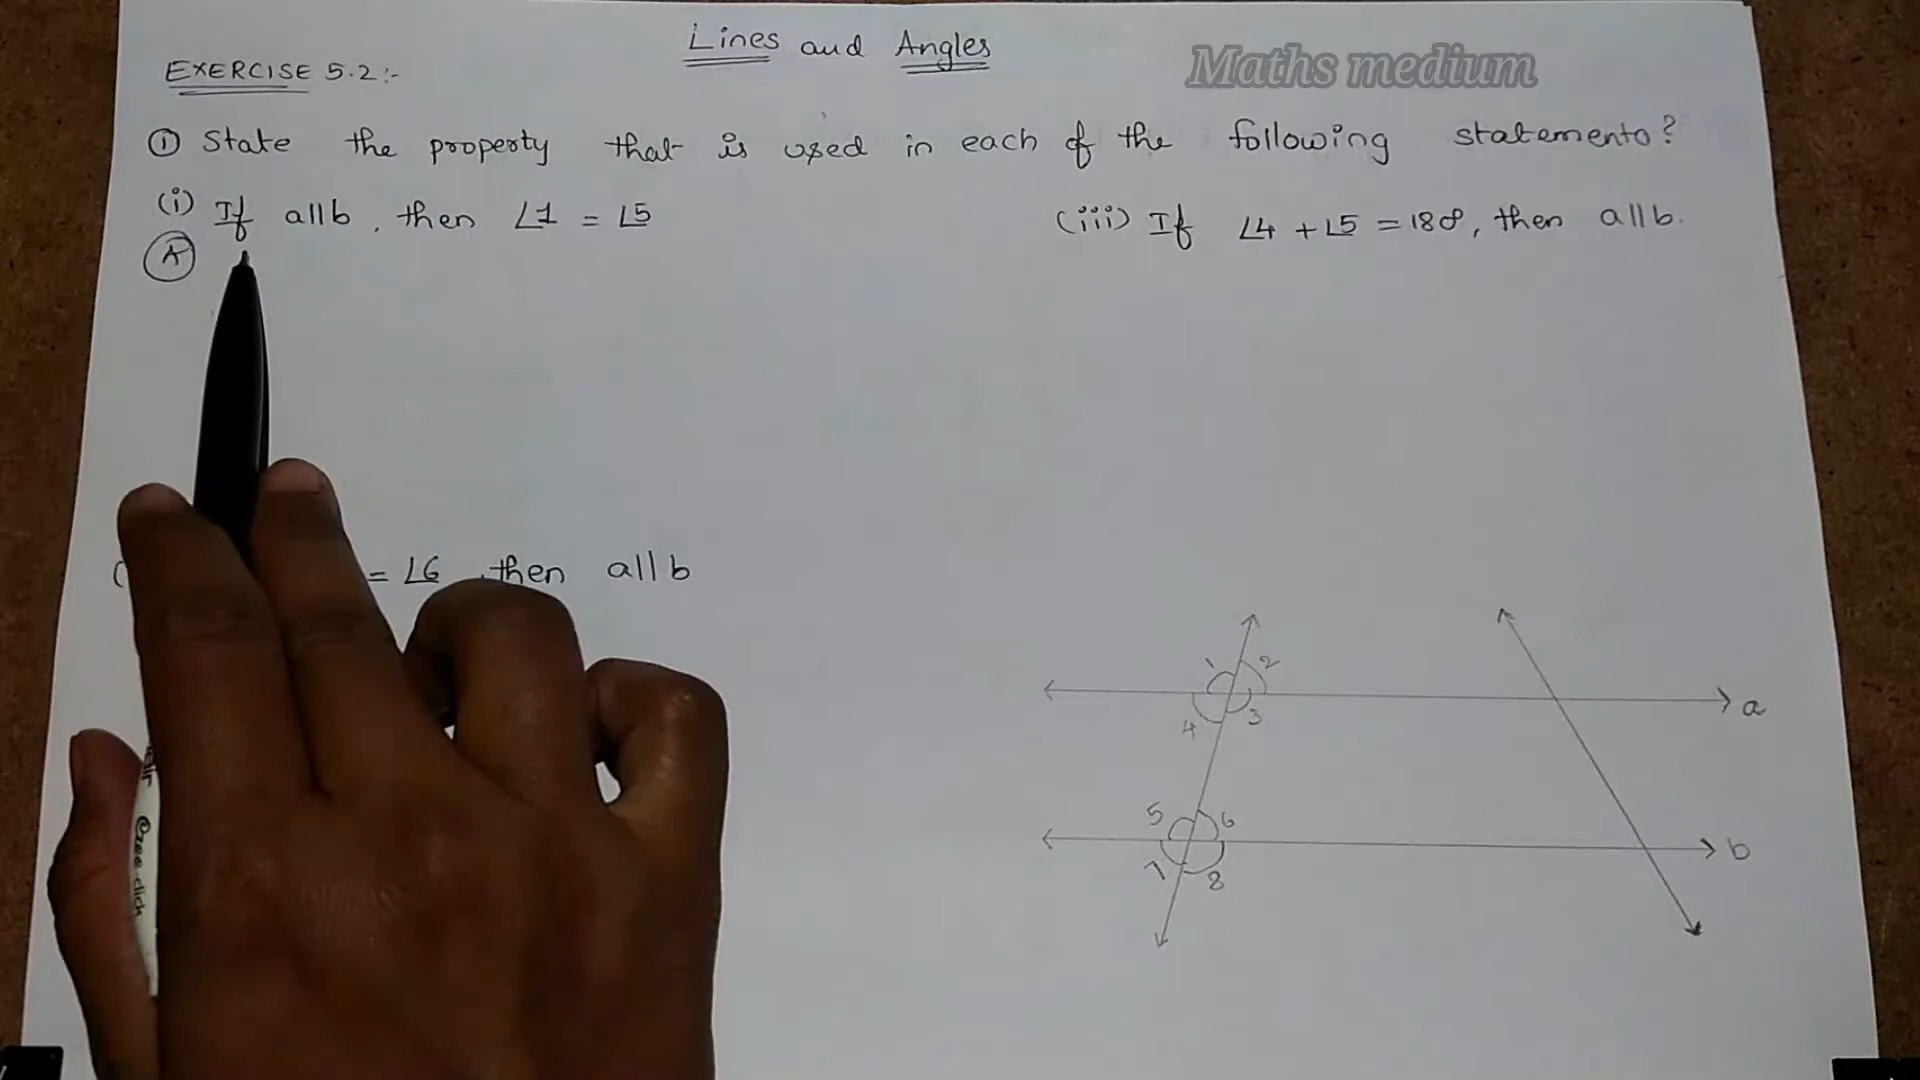 Lines and Angles
Maths medium
EXERCISE 5.2:-
① State the property that is used in each of the following statements?
(i) If a||b, then ∠1 = ∠5
(iii) If ∠4 + ∠5 = 180°, then a||b.
A
( = ∠6, then a||b
1 2
a
4 3
5 6
b
7 8